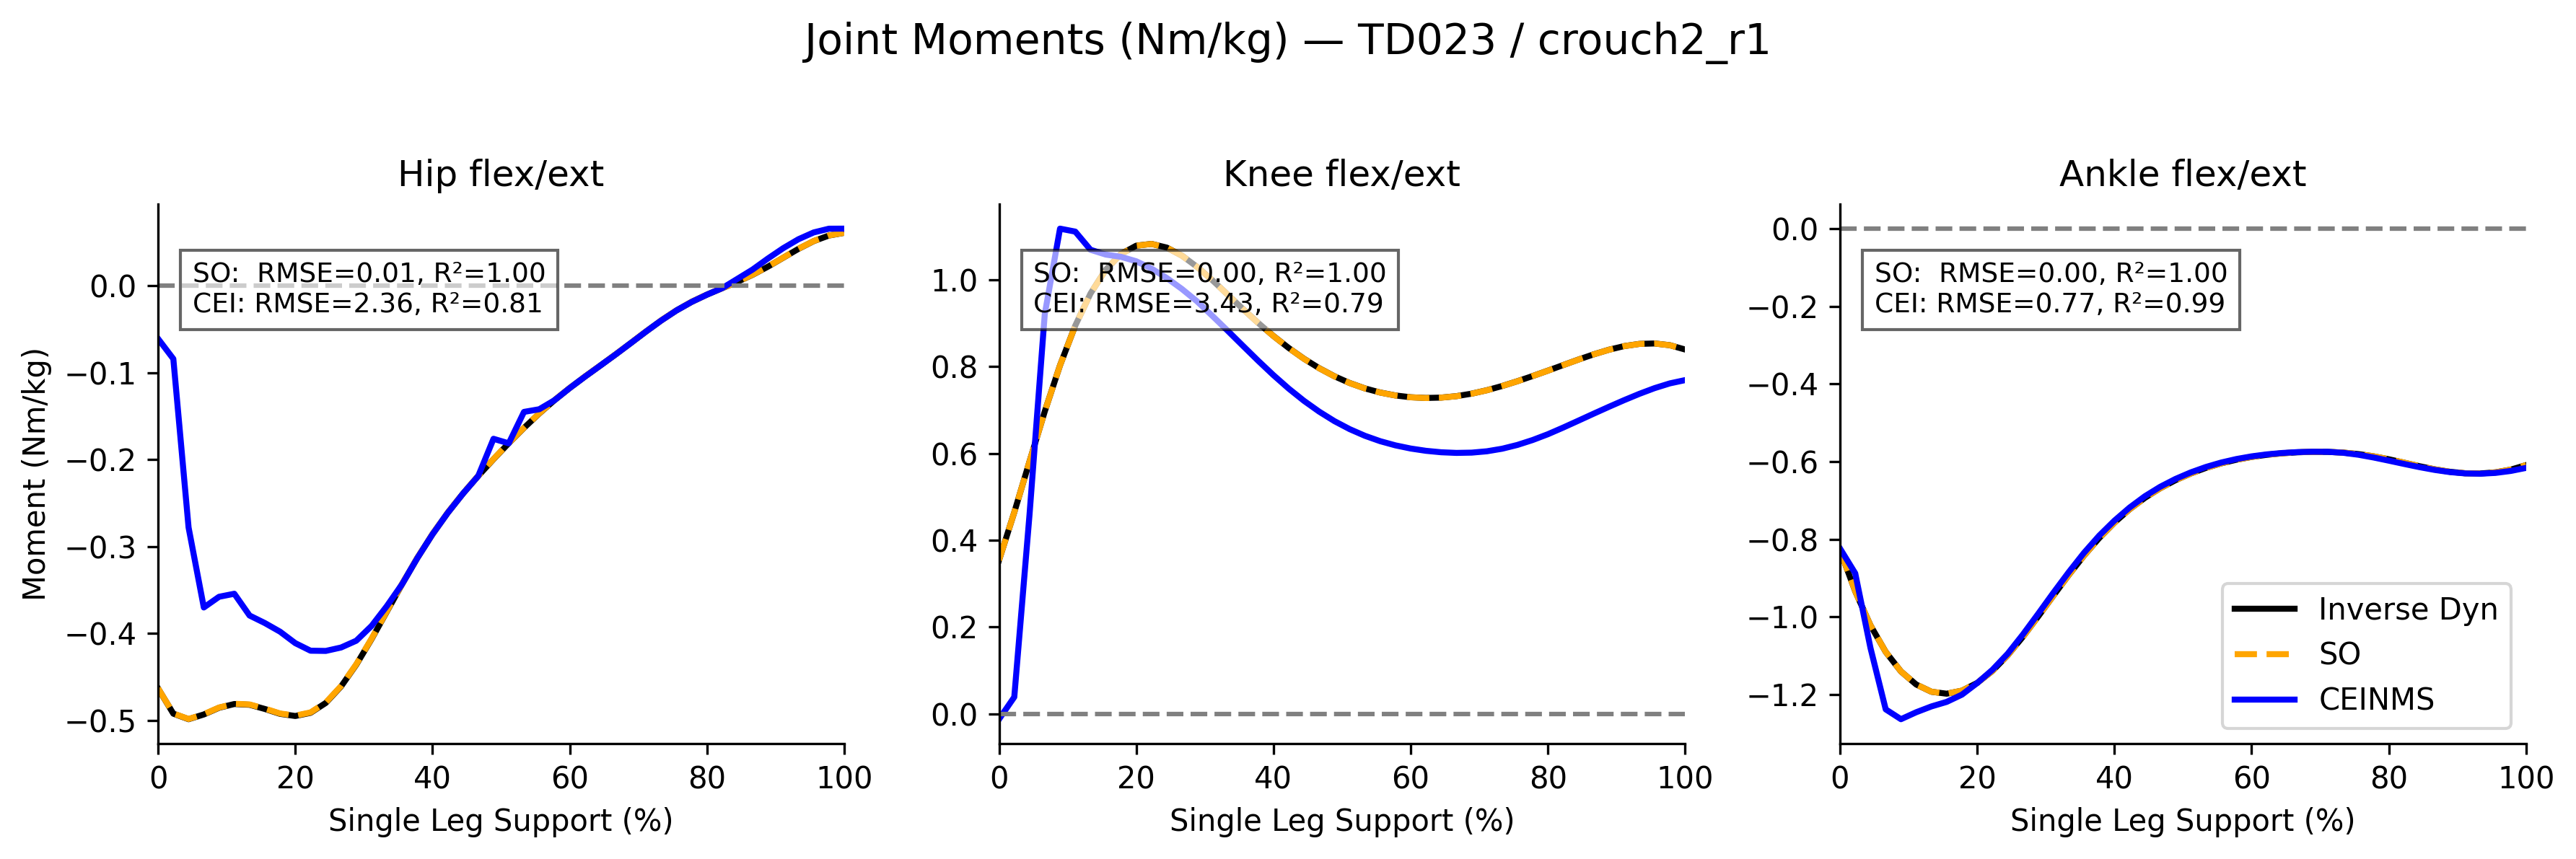 Joint Moments (Nm/kg) — TD023 / crouch2_r1
Hip flex/ext
Moment (Nm/kg)
0.0
−0.1
−0.2
−0.3
−0.4
−0.5
SO:  RMSE=0.01, R²=1.00
CEI: RMSE=2.36, R²=0.81
0 20 40 60 80 100
Single Leg Support (%)
Knee flex/ext
1.0
0.8
0.6
0.4
0.2
0.0
SO:  RMSE=0.00, R²=1.00
CEI: RMSE=3.43, R²=0.79
0 20 40 60 80 100
Single Leg Support (%)
Ankle flex/ext
0.0
−0.2
−0.4
−0.6
−0.8
−1.0
−1.2
SO:  RMSE=0.00, R²=1.00
CEI: RMSE=0.77, R²=0.99
Inverse Dyn
SO
CEINMS
0 20 40 60 80 100
Single Leg Support (%)